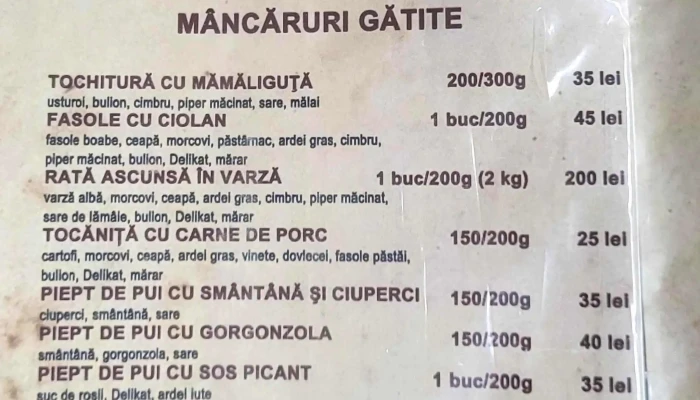 MÂNCĂRURI GĂTITE
TOCHITURĂ CU MĂMĂLIGUŢĂ 200/300g 35 lei
usturoi, bulion, cimbru, piper măcinat, sare, mălai
FASOLE CU CIOLAN 1 buc/200g 45 lei
fasole boabe, ceapă, morcovi, păstârnac, ardei gras, cimbru,
piper măcinat, bulion, Delikat, mărar
RATĂ ASCUNSĂ ÎN VARZĂ 1 buc/200g (2 kg) 200 lei
varză albă, morcovi, ceapă, ardei gras, cimbru, piper măcinat,
sare de lămâie, bulion, Delikat, mărar
TOCĂNIŢĂ CU CARNE DE PORC 150/200g 25 lei
cartofi, morcovi, ceapă, ardei gras, vinete, dovlecei, fasole păstăi,
bulion, Delikat, mărar
PIEPT DE PUI CU SMÂNTÂNĂ ŞI CIUPERCI 150/200g 35 lei
ciuperci, smântână, sare
PIEPT DE PUI CU GORGONZOLA 150/200g 40 lei
smântână, gorgonzola, sare
PIEPT DE PUI CU SOS PICANT 1 buc/200g 35 lei
suc de roşii, Delikat, ardei iute